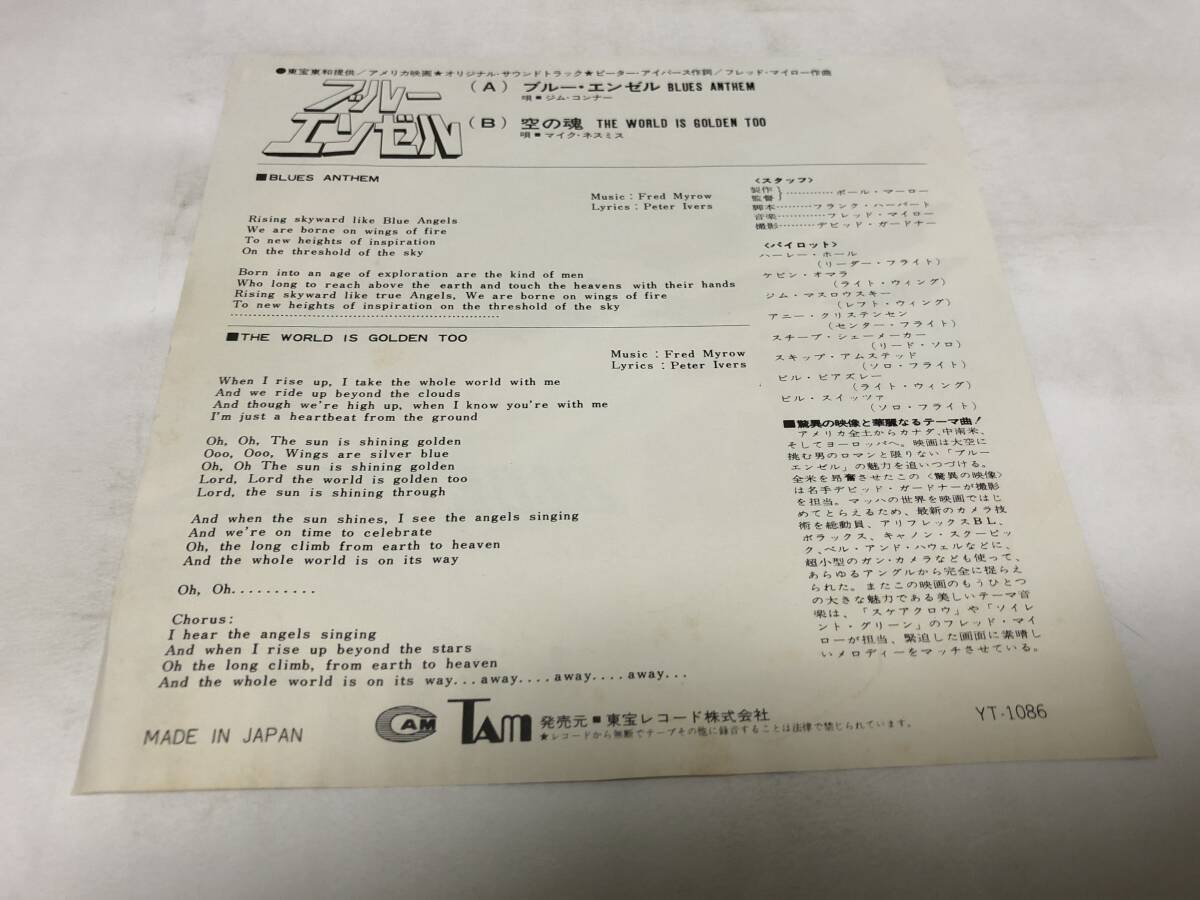 ●東宝東和提供/アメリカ映画★オリジナル・サウンドトラック★ピーター・アイバース作詞/フレッド・マイロー作曲
ブルー
エンゼル
(A) ブルー・エンゼル BLUES ANTHEM
唄■ジム・コンナー
(B) 空の魂 THE WORLD IS GOLDEN TOO
唄■マイク・ネスミス
■BLUES ANTHEM
Music : Fred Myrow
Lyrics : Peter Ivers
Rising skyward like Blue Angels
We are borne on wings of fire
To new heights of inspiration
On the threshold of the sky
Born into an age of exploration are the kind of men
Who long to reach above the earth and touch the heavens with their hands
Rising skyward like true Angels, We are borne on wings of fire
To new heights of inspiration on the threshold of the sky
■THE WORLD IS GOLDEN TOO
Music : Fred Myrow
Lyrics : Peter Ivers
When I rise up, I take the whole world with me
And we ride up beyond the clouds
And though we're high up, when I know you're with me
I'm just a heartbeat from the ground
Oh, Oh, The sun is shining golden
Ooo, Ooo, Wings are silver blue
Oh, Oh The sun is shining golden
Lord, Lord the world is golden too
Lord, the sun is shining through
And when the sun shines, I see the angels singing
And we're on time to celebrate
Oh, the long climb from earth to heaven
And the whole world is on its way
Oh, Oh..........
Chorus:
I hear the angels singing
And when I rise up beyond the stars
Oh the long climb, from earth to heaven
And the whole world is on its way...away....away....away...
〈スタッフ〉
製作
監督}…………ポール・マーロー
脚本………フランク・ハーバート
音楽…………フレッド・マイロー
撮影………デビッド・ガードナー
〈パイロット〉
ハーレー・ホール
(リーダー・フライト)
ケビン・オマラ
(ライト・ウィング)
ジム・マスロウスキー
(レフト・ウィング)
アニー・クリステンセン
(センター・フライト)
スチーブ・シェーメーカー
(リード・ソロ)
スキップ・アムステッド
(ソロ・フライト)
ビル・ビアズレー
(ライト・ウィング)
ビル・スイッツァ
(ソロ・フライト)
■驚異の映像と華麗なるテーマ曲!
アメリカ全土からカナダ、中南米、
そしてヨーロッパへ。映画は大空に
挑む男のロマンと限りない「ブルー
エンゼル」の魅力を追いつづける。
全米を昂奮させたこの〈驚異の映像〉
は名手デビッド・ガードナーが撮影
を担当。マッハの世界を映画ではじ
めてとらえるため、最新のカメラ技
術を総動員、アリフレックスBL、
ボラックス、キャノン・スクーピッ
ク、ベル・アンド・ハウェルなどに、
超小型のガン・カメラなども使って、
あらゆるアングルから完全に捉らえ
られた。またこの映画のもうひとつ
の大きな魅力である美しいテーマ音
楽は、「スケアクロウ」や「ソイレ
ント・グリーン」のフレッド・マイ
ローが担当、緊迫した画面に素晴し
いメロディーをマッチさせている。
MADE IN JAPAN
CAM
TAM
発売元■東宝レコード株式会社
★レコードから無断でテープその他に録音することは法律で禁じられています。
YT-1086